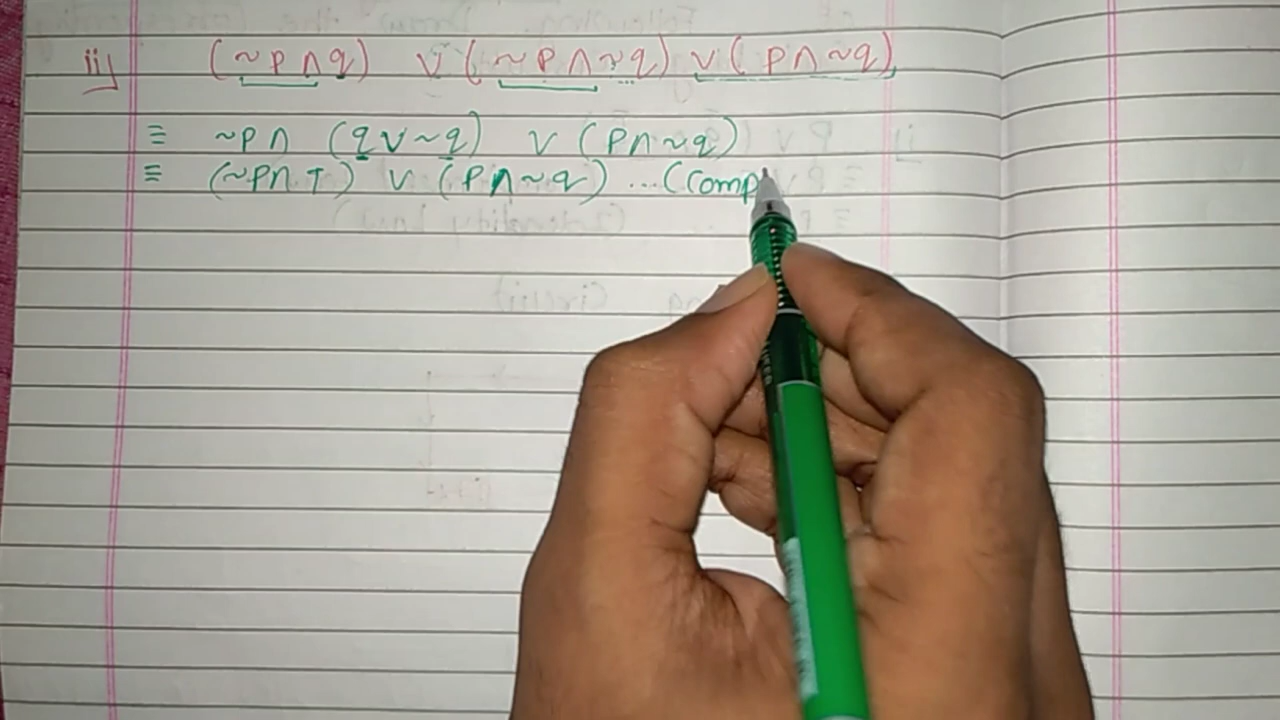 ii) (~p∧q) ∨ (~p∧~q) ∨ (p∧~q)
≡ ~p∧ (q∨~q) ∨ (p∧~q)
≡ (~p∧T) ∨ (p∧~q) ...(comp